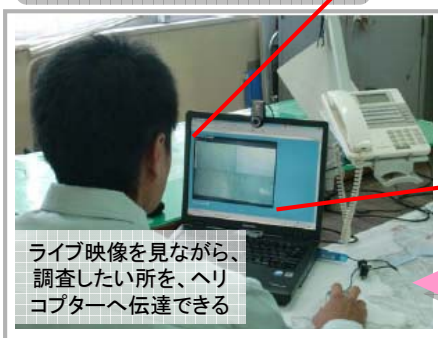 ライブ映像を見ながら、
調査したい所を、ヘリ
コプターへ伝達できる